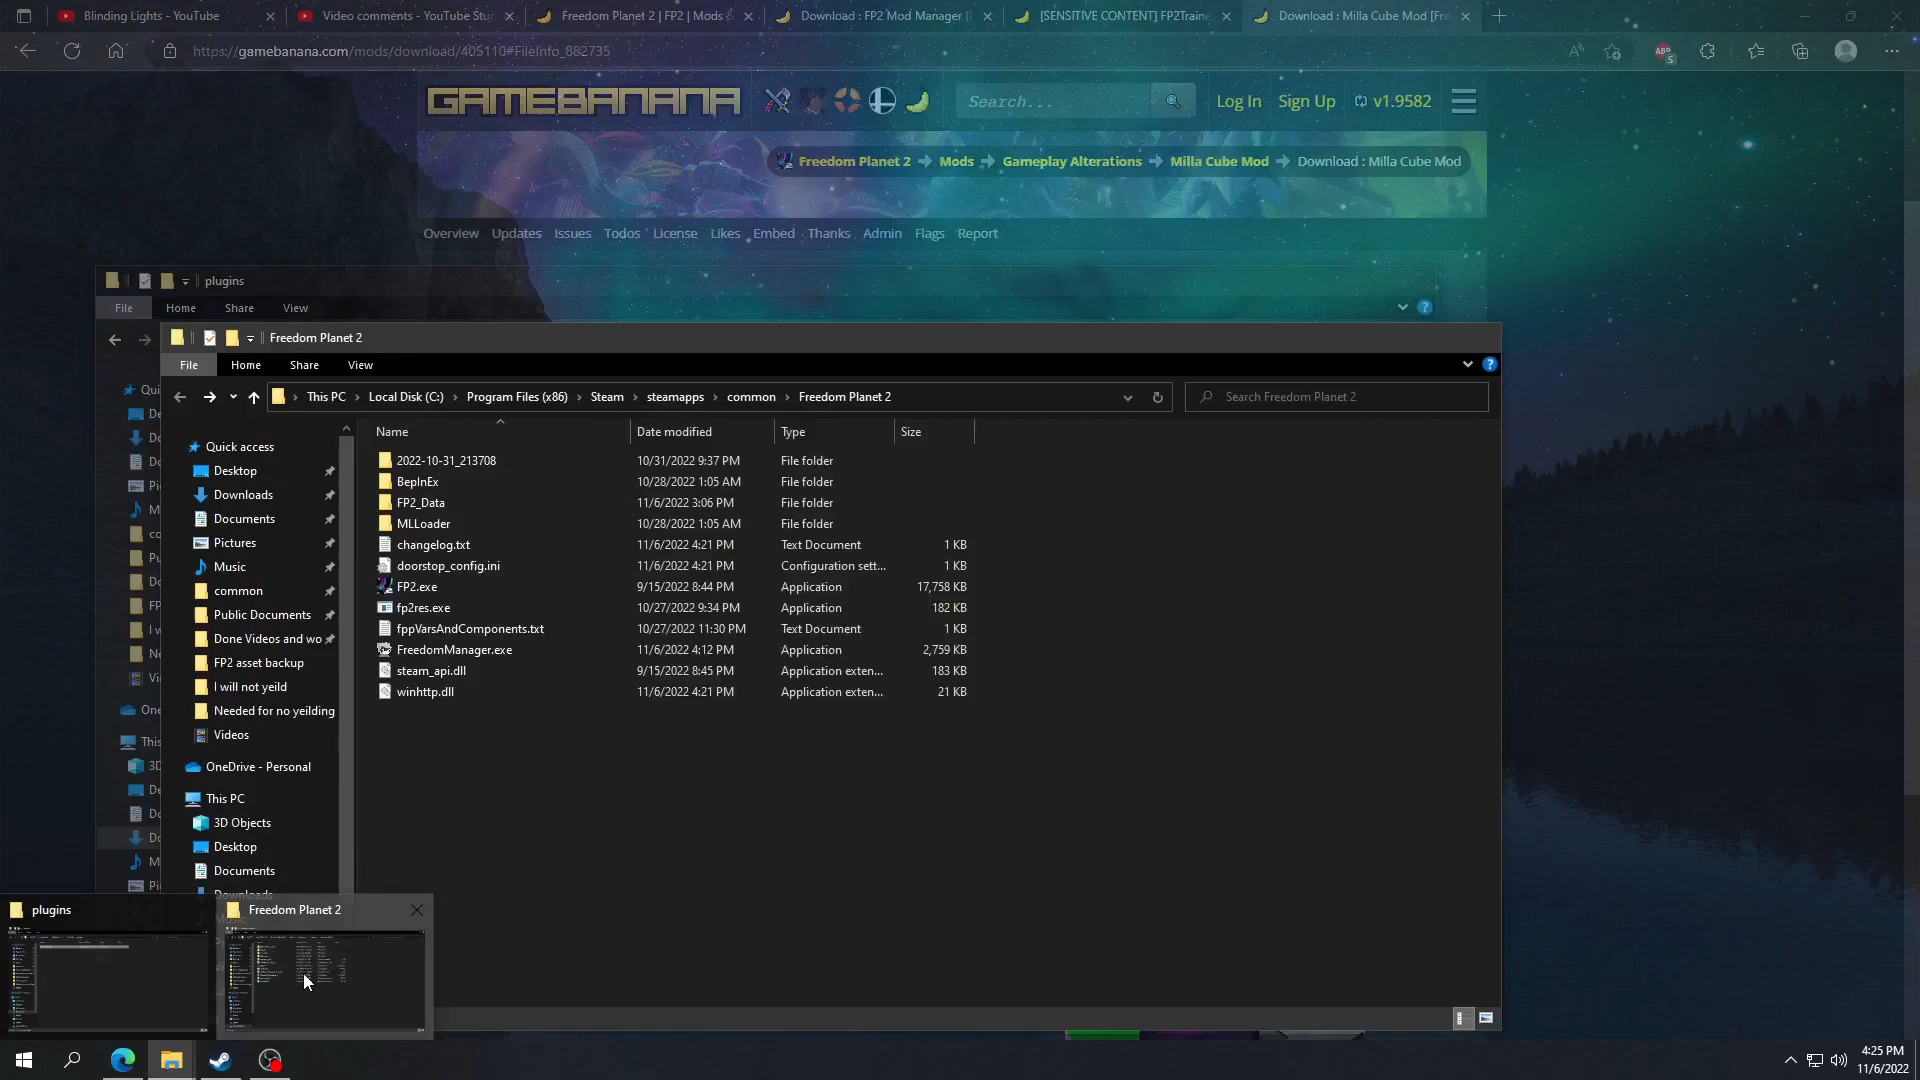 Blinding Lights - YouTube
Video comments - YouTube Stu
Freedom Planet 2 | FP2 | Mods &
Download : FP2 Mod Manager [
[SENSITIVE CONTENT] FP2Traine
Download : Milla Cube Mod [Fre
https://gamebanana.com/mods/download/405110#FileInfo_882735
ABP
5
GAMEBANANA
Search...
Log In
Sign Up
v1.9582
Freedom Planet 2
Mods
Gameplay Alterations
Milla Cube Mod
Download : Milla Cube Mod
Overview
Updates
Issues
Todos
License
Likes
Embed
Thanks
Admin
Flags
Report
plugins
File
Home
Share
View
Freedom Planet 2
File
Home
Share
View
This PC
Local Disk (C:)
Program Files (x86)
Steam
steamapps
common
Freedom Planet 2
Search Freedom Planet 2
Name
Date modified
Type
Size
2022-10-31_213708 10/31/2022 9:37 PM File folder
BepInEx 10/28/2022 1:05 AM File folder
FP2_Data 11/6/2022 3:06 PM File folder
MLLoader 10/28/2022 1:05 AM File folder
changelog.txt 11/6/2022 4:21 PM Text Document 1 KB
doorstop_config.ini 11/6/2022 4:21 PM Configuration sett... 1 KB
FP2.exe 9/15/2022 8:44 PM Application 17,758 KB
fp2res.exe 10/27/2022 9:34 PM Application 182 KB
fppVarsAndComponents.txt 10/27/2022 11:30 PM Text Document 1 KB
FreedomManager.exe 11/6/2022 4:12 PM Application 2,759 KB
steam_api.dll 9/15/2022 8:45 PM Application exten... 183 KB
winhttp.dll 11/6/2022 4:21 PM Application exten... 21 KB
Quick access
Desktop
Downloads
Documents
Pictures
Music
common
Public Documents
Done Videos and wo
FP2 asset backup
I will not yeild
Needed for no yeilding
Videos
OneDrive - Personal
This PC
3D Objects
Desktop
Documents
Downloads
plugins
Freedom Planet 2
4:25 PM
11/6/2022